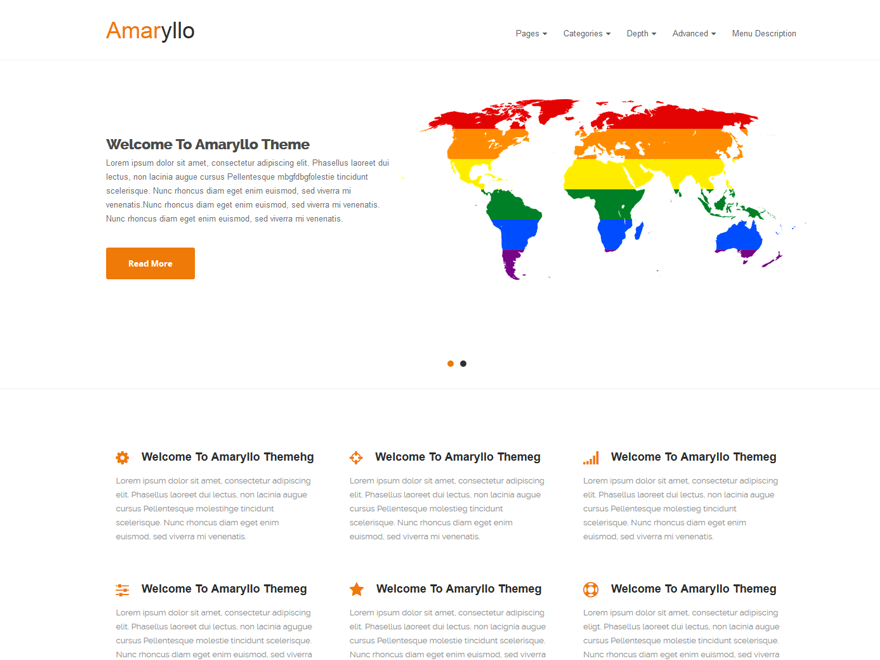 Amaryllo
Pages Categories Depth Advanced Menu Description
Welcome To Amaryllo Theme
Lorem ipsum dolor sit amet, consectetur adipiscing elit. Phasellus laoreet dui
lectus, non lacinia augue cursus Pellentesque mbgfdbgfolestie tincidunt
scelerisque. Nunc rhoncus diam eget enim euismod, sed viverra mi
venenatis.Nunc rhoncus diam eget enim euismod, sed viverra mi venenatis.
Nunc rhoncus diam eget enim euismod, sed viverra mi venenatis.
Read More
Welcome To Amaryllo Themehg
Lorem ipsum dolor sit amet, consectetur adipiscing
elit. Phasellus laoreet dui lectus, non lacinia augue
cursus Pellentesque molestihge tincidunt
scelerisque. Nunc rhoncus diam eget enim
euismod, sed viverra mi venenatis.
Welcome To Amaryllo Themeg
Lorem ipsum dolor sit amet, consectetur adipiscing
elit. Phasellus laoreet dui lectus, non lacinia augue
cursus Pellentesque molestieg tincidunt
scelerisque. Nunc rhoncus diam eget enim
euismod, sed viverra mi venenatis.
Welcome To Amaryllo Themeg
Lorem ipsum dolor sit amet, consectetur adipiscing
elit. Phasellus laoreet dui lectus, non lacinia augue
cursus Pellentesque molestieg tincidunt
scelerisque. Nunc rhoncus diam eget enim
euismod, sed viverra mi venenatis.
Welcome To Amaryllo Themeg
Lorem ipsum dolor sit amet, consectetur adipiscing
elit. Phasellus laoreet dui lectus, non lacinia augue
cursus Pellentesque molestie tincidunt scelerisque.
Nunc rhoncus diam eget enim euismod, sed viverra
Welcome To Amaryllo Themeg
Lorem ipsum dolor sit amet, consectetur adipiscing
elit. Phasellus laoreet dui lectus, non lacignia augue
cursus Pellentesque molestie tincidunt scelerisque.
Nunc rhoncus diam eget enim euismod, sed viverra
Welcome To Amaryllo Themeg
Lorem ipsum dolor sit amet, consectetur adipiscing
eligt. Phasellus laoreet dui lectus, non lacinia augue
cursus Pellentesque molestie tincidunt scelerisque.
Nunc rhoncus diam eget enim euismod, sed viverra